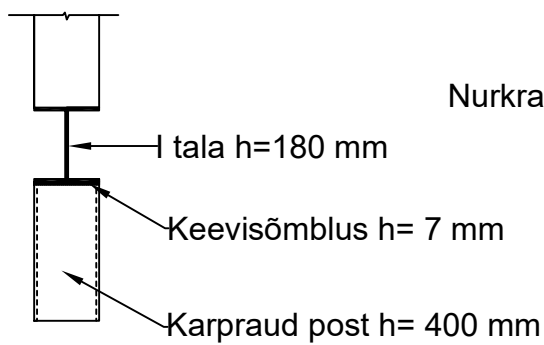 Nurkra
I tala h=180 mm
Keevisõmblus h= 7 mm
Karpraud post h= 400 mm